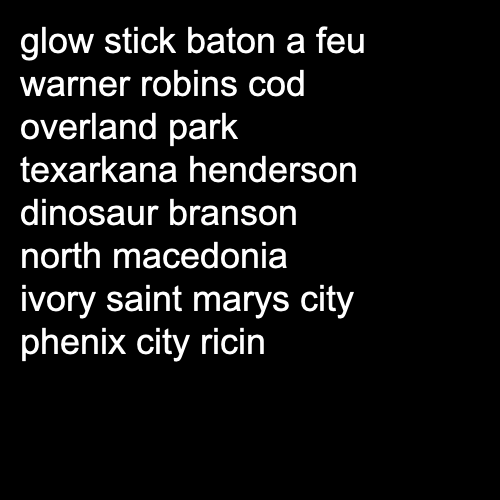 glow stick baton a feu
warner robins cod
overland park
texarkana henderson
dinosaur branson
north macedonia
ivory saint marys city
phenix city ricin